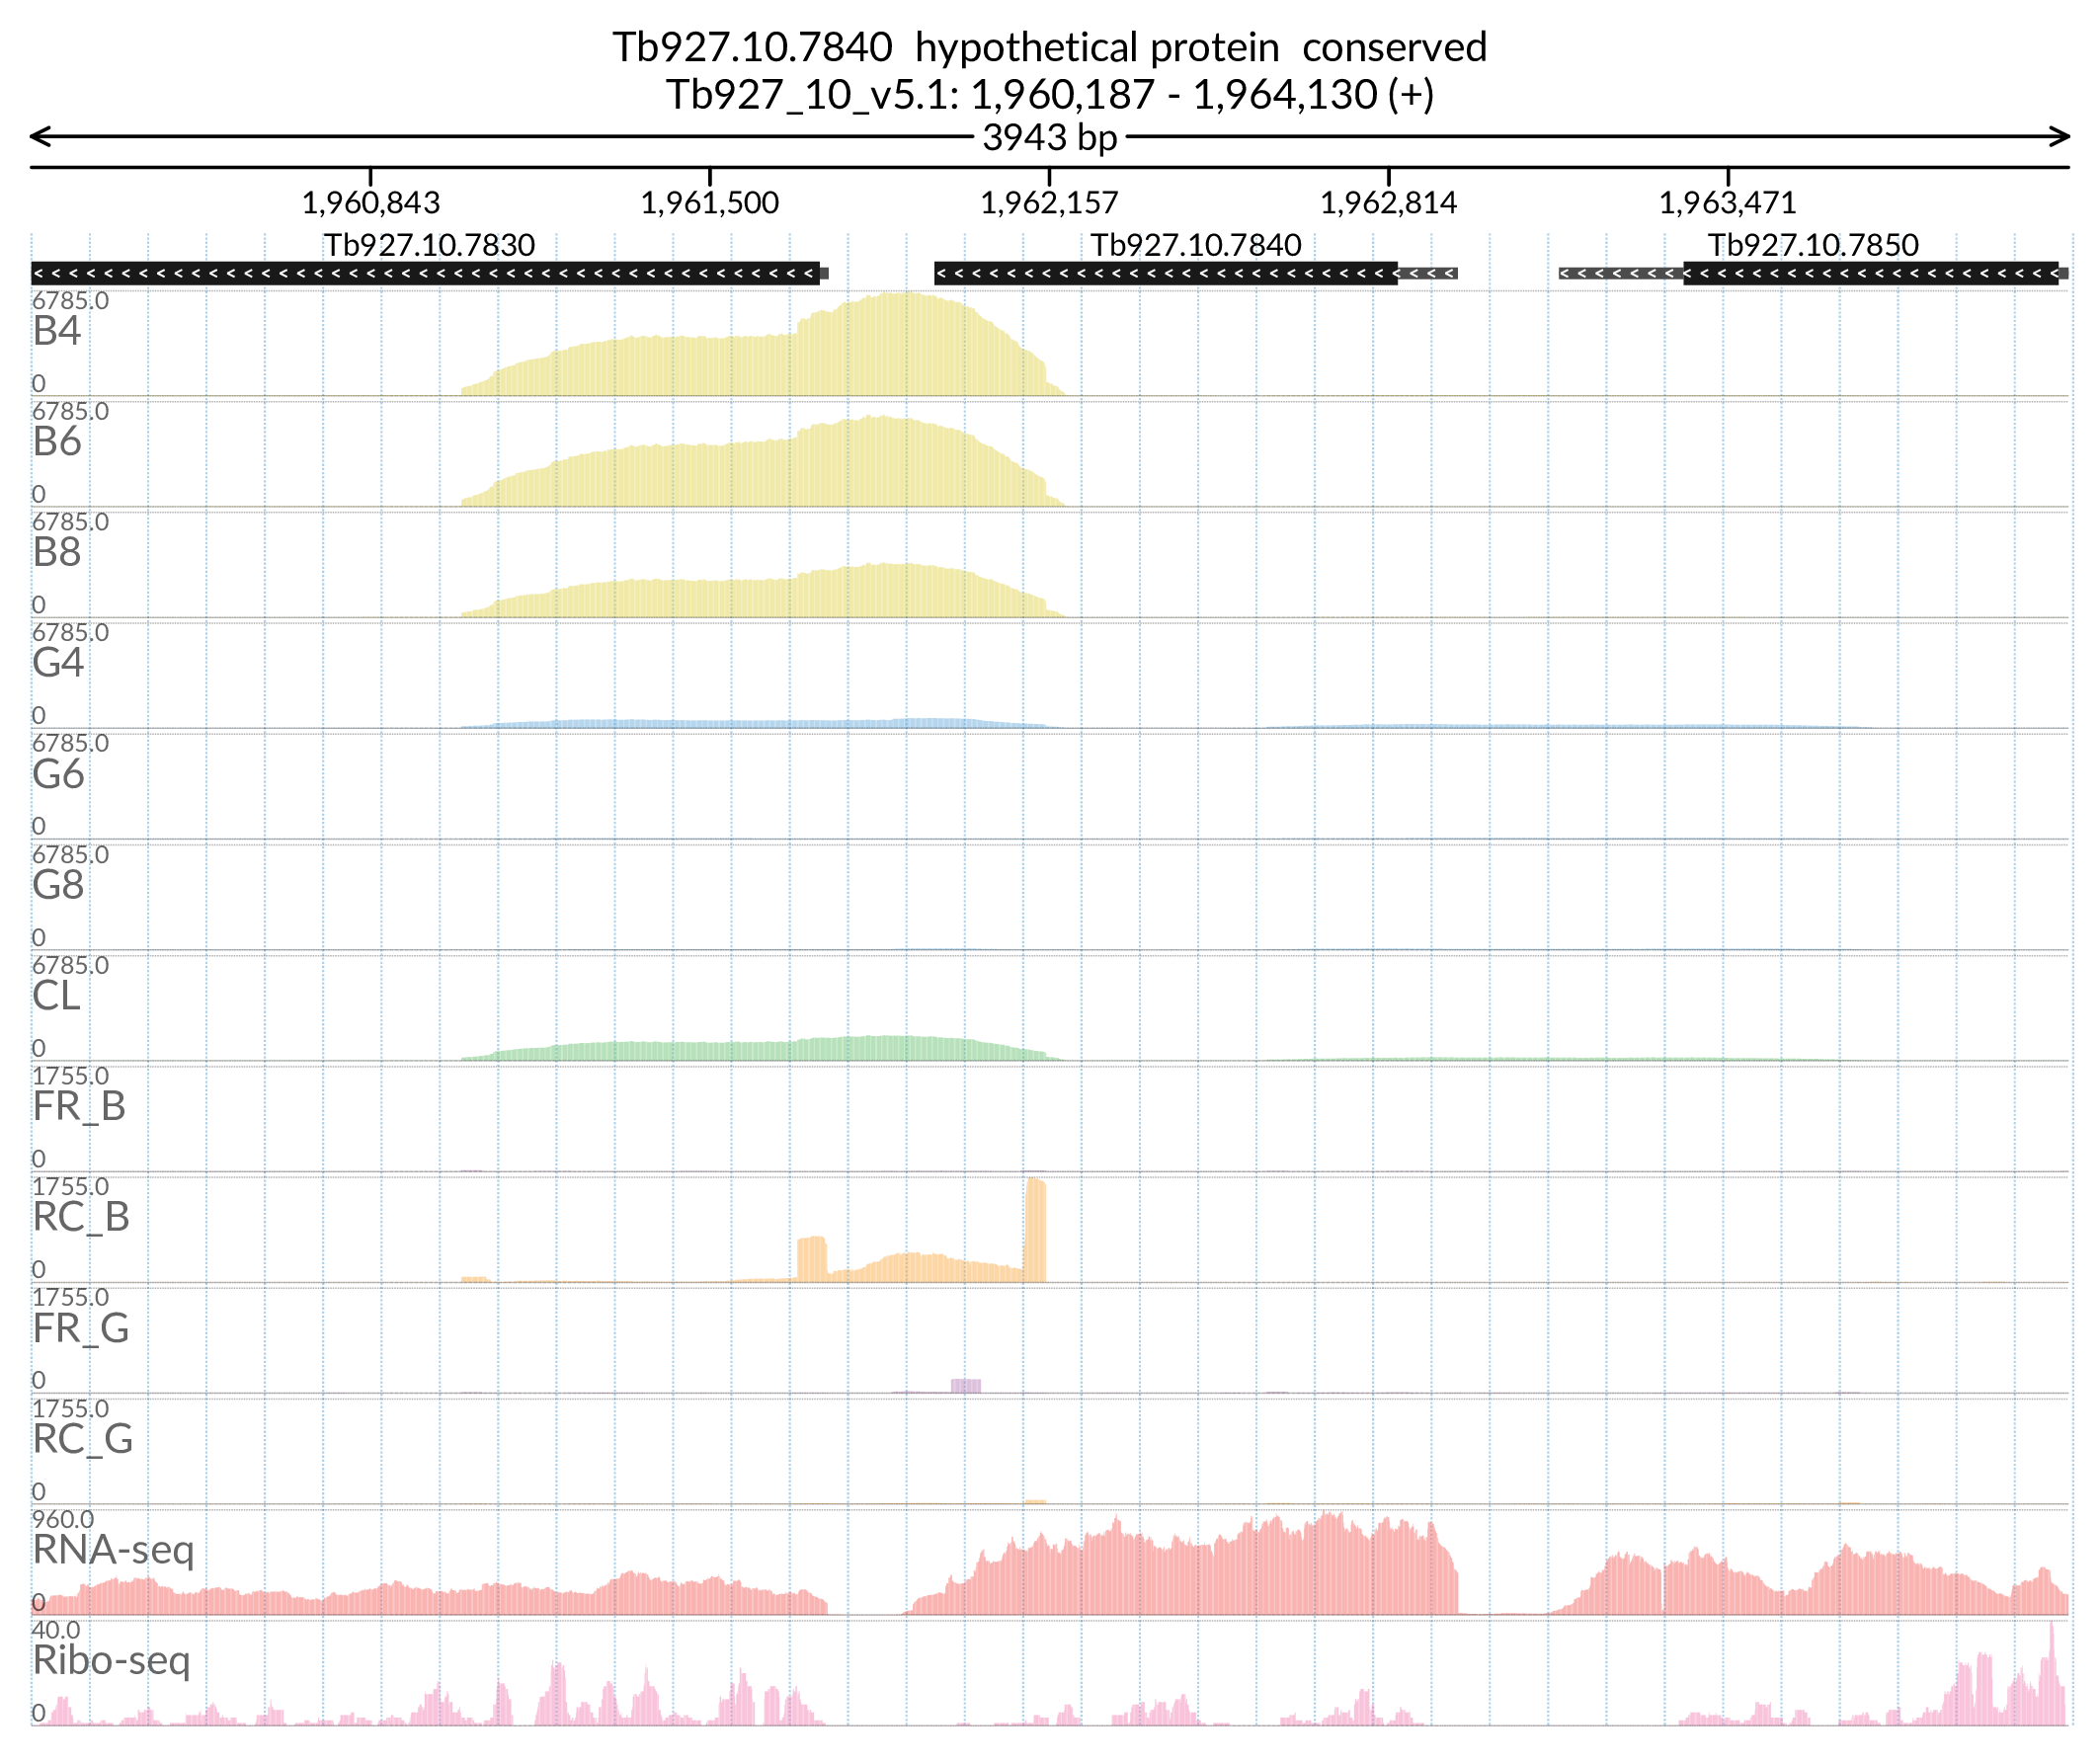 Tb927.10.7840  hypothetical protein  conserved
Tb927_10_v5.1: 1,960,187 - 1,964,130 (+)
3943 bp
1,960,843 1,961,500 1,962,157 1,962,814 1,963,471
Tb927.10.7830 Tb927.10.7840 Tb927.10.7850
6785.0
B4
0
6785.0
B6
0
6785.0
B8
0
6785.0
G4
0
6785.0
G6
0
6785.0
G8
0
6785.0
CL
0
1755.0
FR_B
0
1755.0
RC_B
0
1755.0
FR_G
0
1755.0
RC_G
0
960.0
RNA-seq
0
40.0
Ribo-seq
0